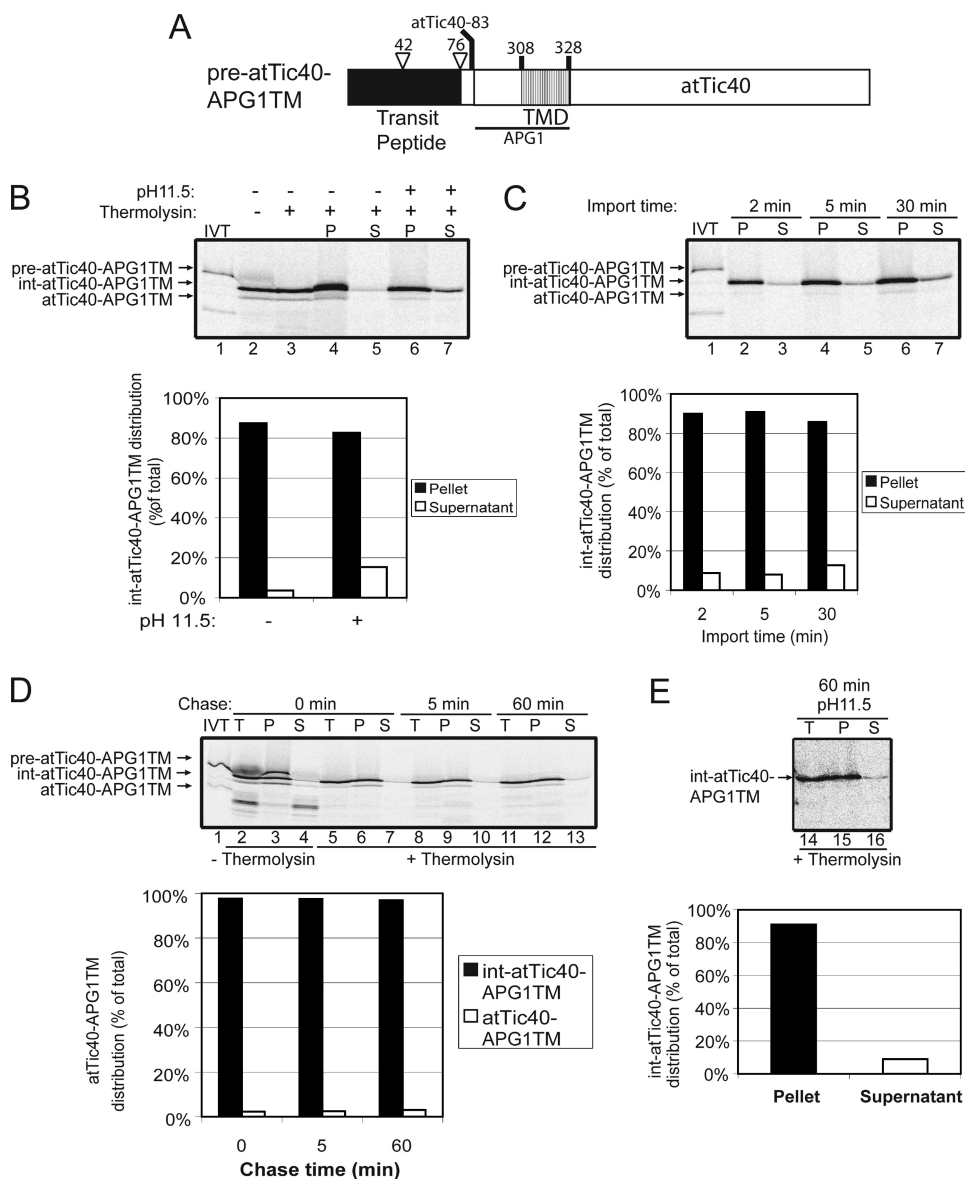 A
atTic40-83
42 76 308 328
pre-atTic40-
APG1TM
atTic40
Transit
Peptide
TMD
APG1
B
pH11.5: - - - - + +
Thermolysin: - + + + + +
IVT P S P S
pre-atTic40-APG1TM
int-atTic40-APG1TM
atTic40-APG1TM
1 2 3 4 5 6 7
int-atTic40-APG1TM distribution
(%of total)
100%
80%
60%
40%
20%
0%
pH 11.5: - +
Pellet
Supernatant
C
Import time: 2 min 5 min 30 min
IVT P S P S P S
pre-atTic40-APG1TM
int-atTic40-APG1TM
atTic40-APG1TM
1 2 3 4 5 6 7
int-atTic40-APG1TM
distribution (% of total)
100%
80%
60%
40%
20%
0%
2 5 30
Import time (min)
Pellet
Supernatant
D
Chase: 0 min 5 min 60 min
IVT T P S T P S T P S T P S
pre-atTic40-APG1TM
int-atTic40-APG1TM
atTic40-APG1TM
1 2 3 4 5 6 7 8 9 10 11 12 13
- Thermolysin + Thermolysin
atTic40-APG1TM
distribution (% of total)
100%
80%
60%
40%
20%
0%
0 5 60
Chase time (min)
int-atTic40-
APG1TM
atTic40-
APG1TM
E
60 min
pH11.5
T P S
int-atTic40-
APG1TM
14 15 16
+ Thermolysin
int-atTic40-APG1TM
distribution (% of total)
100%
80%
60%
40%
20%
0%
Pellet Supernatant